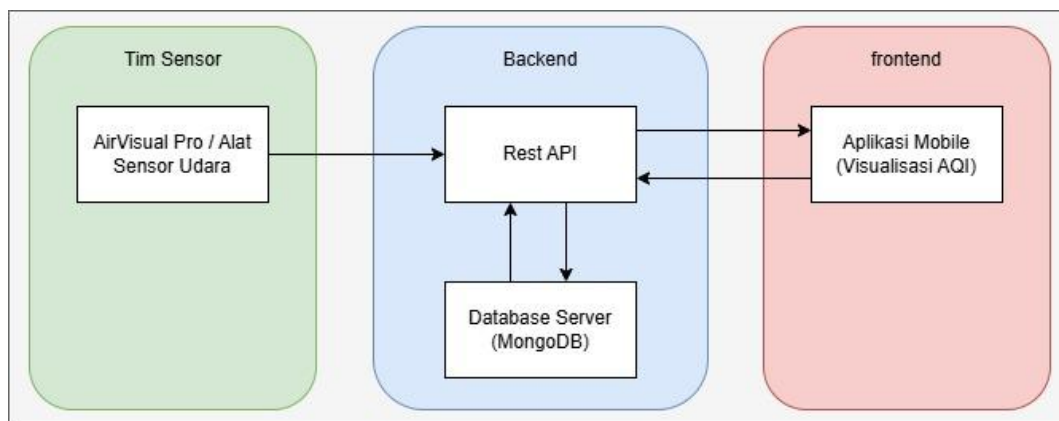 Tim Sensor
AirVisual Pro / Alat
Sensor Udara
Backend
Rest API
Database Server
(MongoDB)
frontend
Aplikasi Mobile
(Visualisasi AQI)